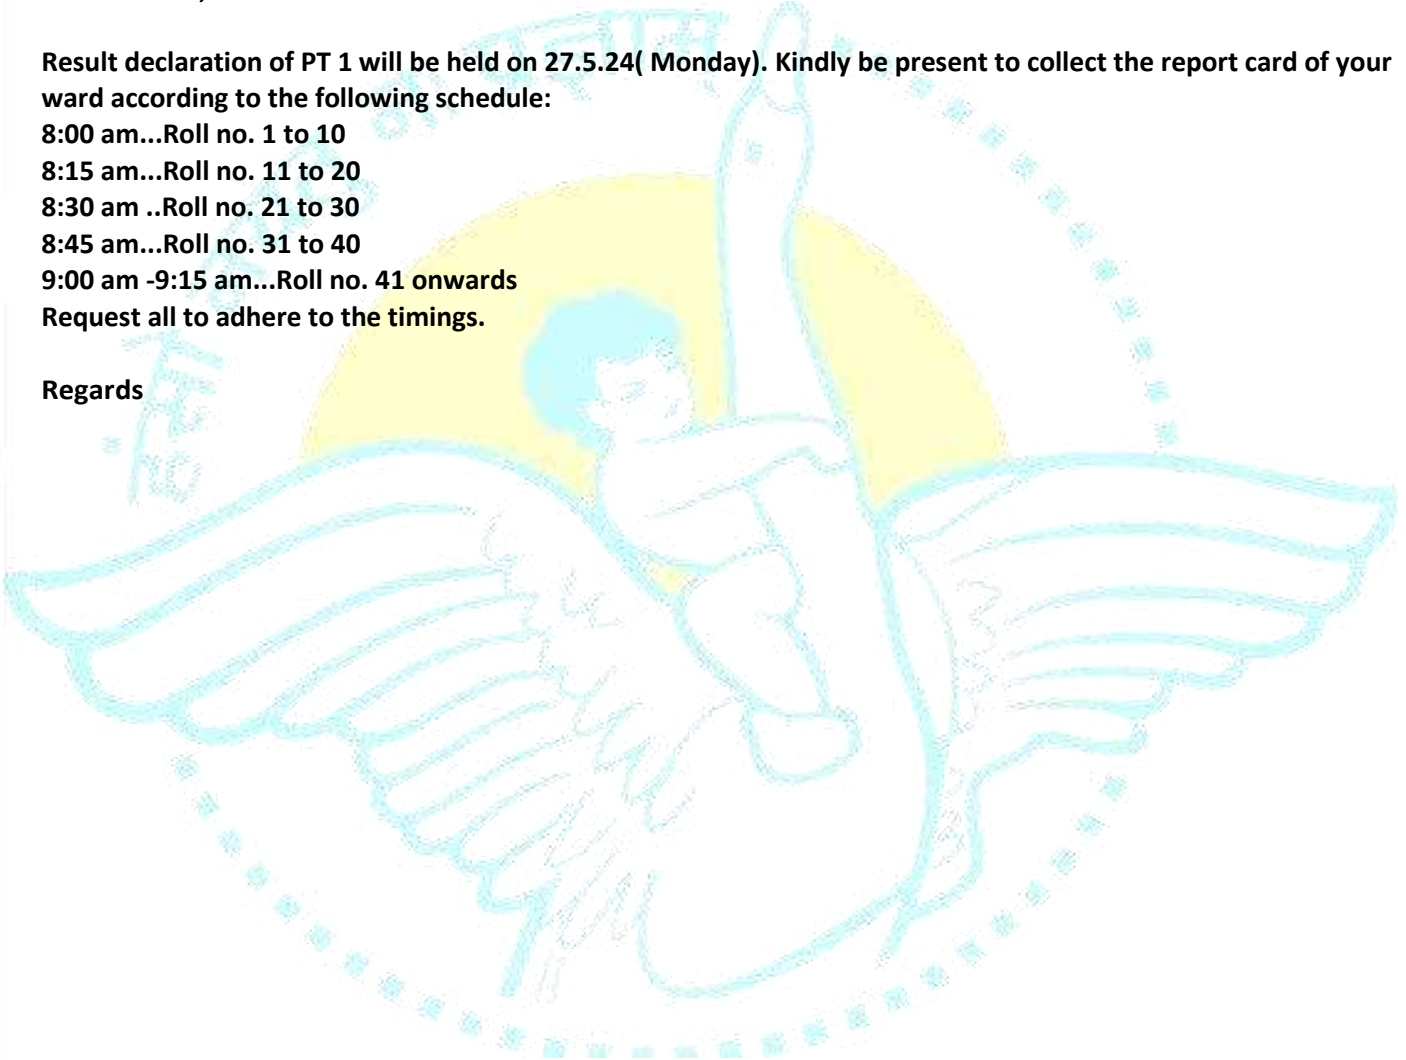 Result declaration of PT 1 will be held on 27.5.24( Monday). Kindly be present to collect the report card of your
ward according to the following schedule:
8:00 am...Roll no. 1 to 10
8:15 am...Roll no. 11 to 20
8:30 am ..Roll no. 21 to 30
8:45 am...Roll no. 31 to 40
9:00 am -9:15 am...Roll no. 41 onwards
Request all to adhere to the timings.
Regards